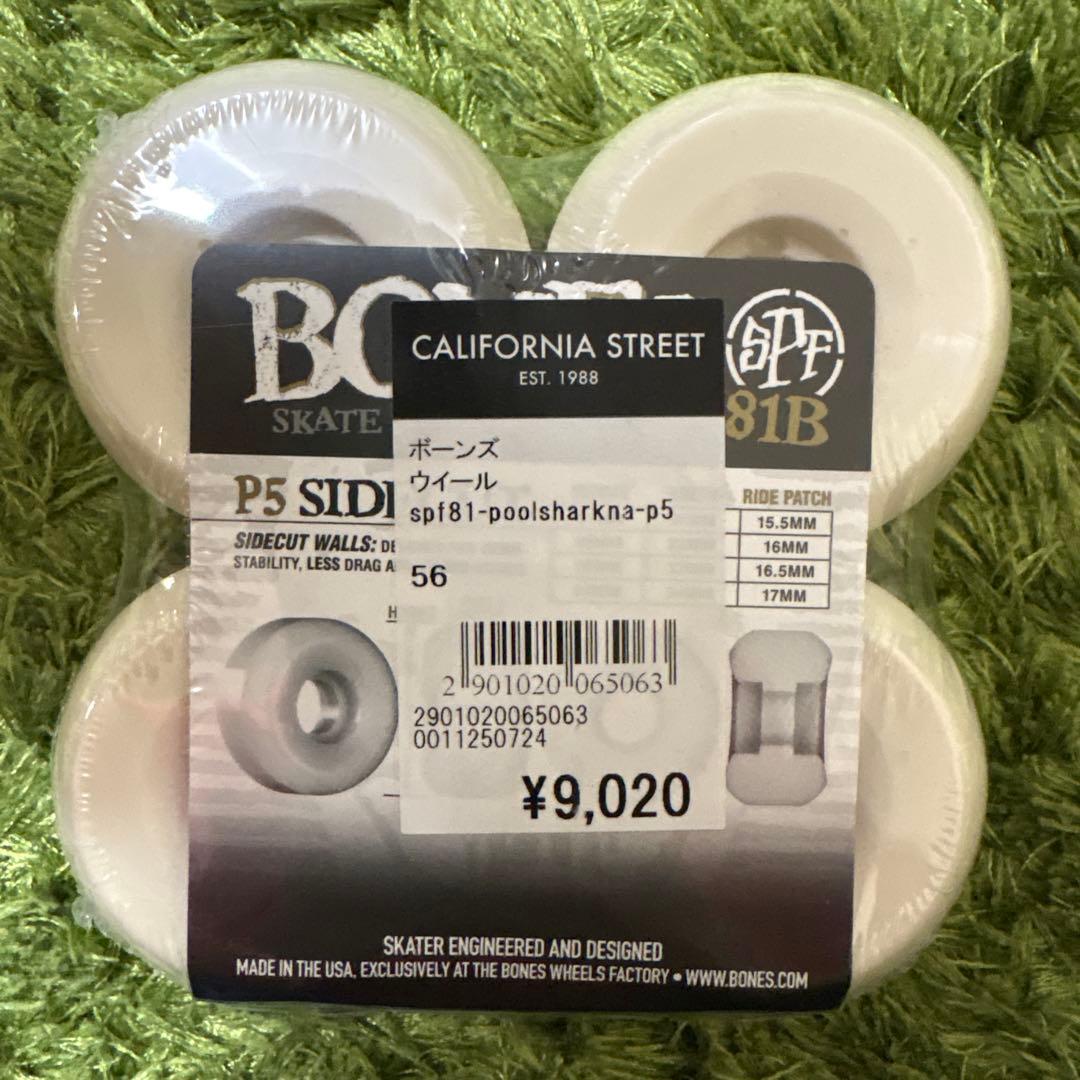 BO
SKATE
SPF
81B
CALIFORNIA STREET
EST. 1988
ボーンズ
ウイール
spf81-poolsharkna-p5
56
2 901020 065063
2901020065063
0011250724
¥9,020
P5 SIDE
SIDECUT WALLS: DE
STABILITY, LESS DRAG A
H
RIDE PATCH
15.5MM
16MM
16.5MM
17MM
SKATER ENGINEERED AND DESIGNED
MADE IN THE USA, EXCLUSIVELY AT THE BONES WHEELS FACTORY • WWW.BONES.COM